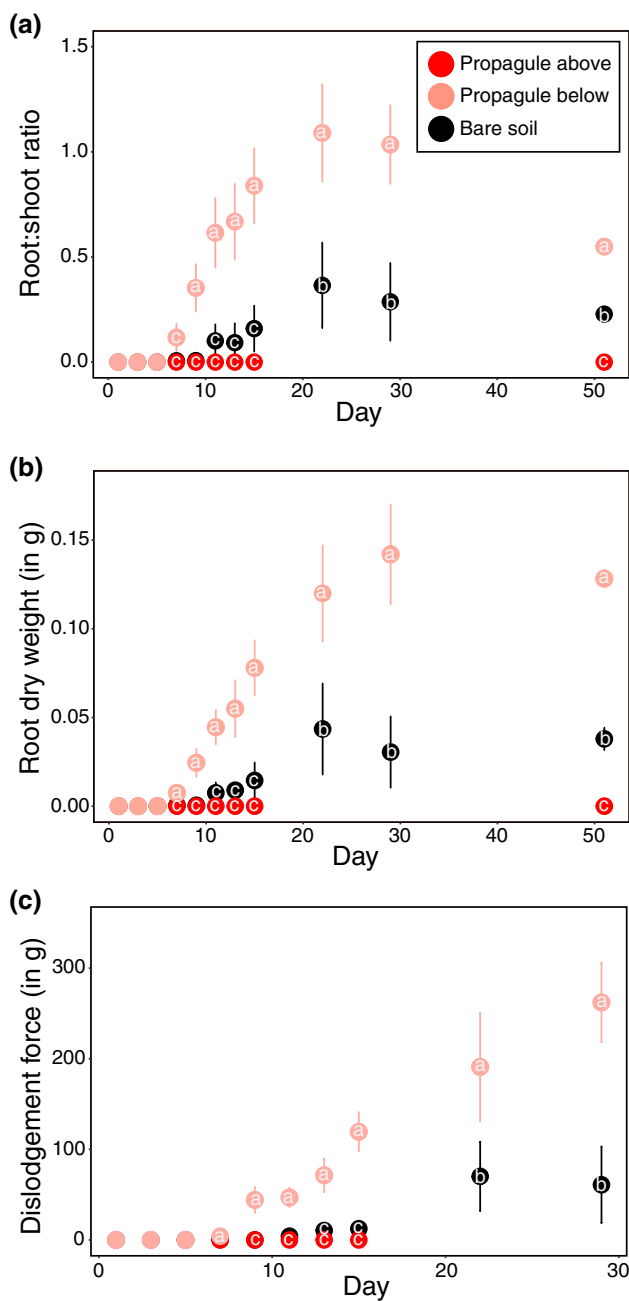 (a)
1.5
1.0
0.5
0.0
Root:shoot ratio
Propagule above
Propagule below
Bare soil
a a a a a a a a
c c c b b b
c c c c c c
0 10 20 30 40 50
Day
(b)
0.15
0.10
0.05
0.00
Root dry weight (in g)
a a a a a a a a
c c c b b b
c c c c c c
0 10 20 30 40 50
Day
(c)
300
200
100
0
Dislodgement force (in g)
a a a a a a a
c c b b
c c c c
0 10 20 30
Day